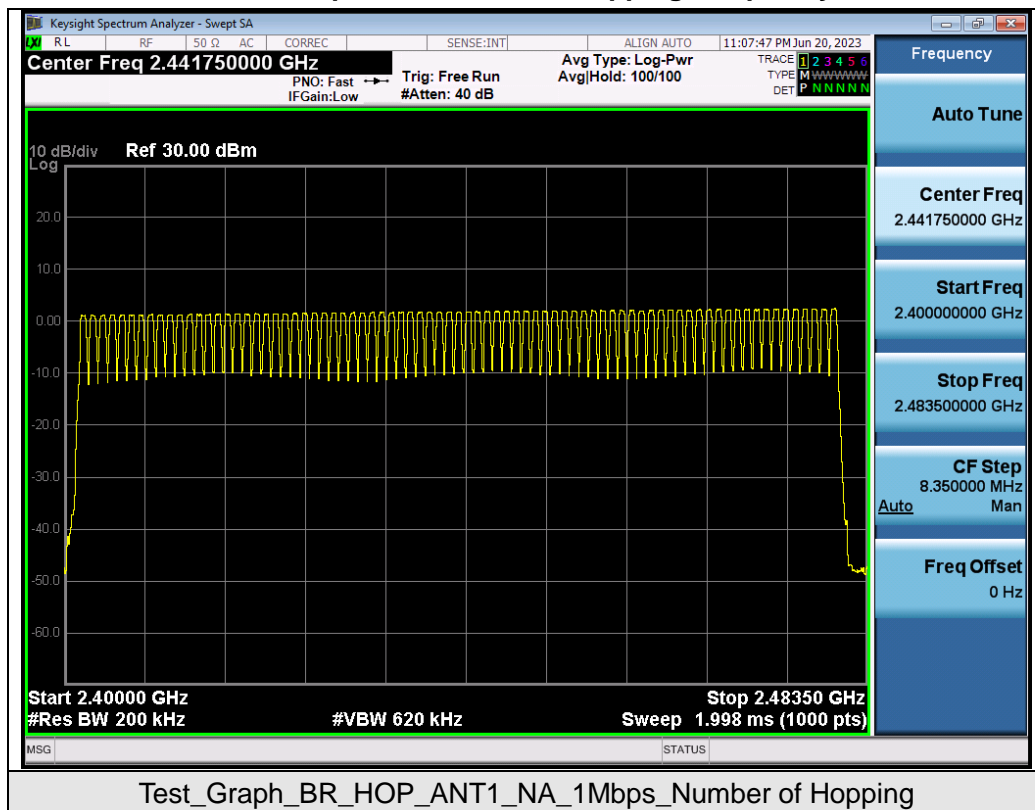 Keysight Spectrum Analyzer - Swept SA
LXI RL RF 50 Ω AC CORREC SENSE:INT ALIGN AUTO 11:07:47 PM Jun 20, 2023
Center Freq 2.441750000 GHz
PNO: Fast
IFGain:Low
Trig: Free Run
#Atten: 40 dB
Avg Type: Log-Pwr
Avg|Hold: 100/100
TRACE 1 2 3 4 5 6
TYPE M WWWWW
DET P N N N N N
10 dB/div Ref 30.00 dBm
Log
20.0
10.0
0.00
-10.0
-20.0
-30.0
-40.0
-50.0
-60.0
Start 2.40000 GHz Stop 2.48350 GHz
#Res BW 200 kHz #VBW 620 kHz Sweep 1.998 ms (1000 pts)
MSG STATUS
Frequency
Auto Tune
Center Freq
2.441750000 GHz
Start Freq
2.400000000 GHz
Stop Freq
2.483500000 GHz
CF Step
8.350000 MHz
Auto Man
Freq Offset
0 Hz
Test_Graph_BR_HOP_ANT1_NA_1Mbps_Number of Hopping